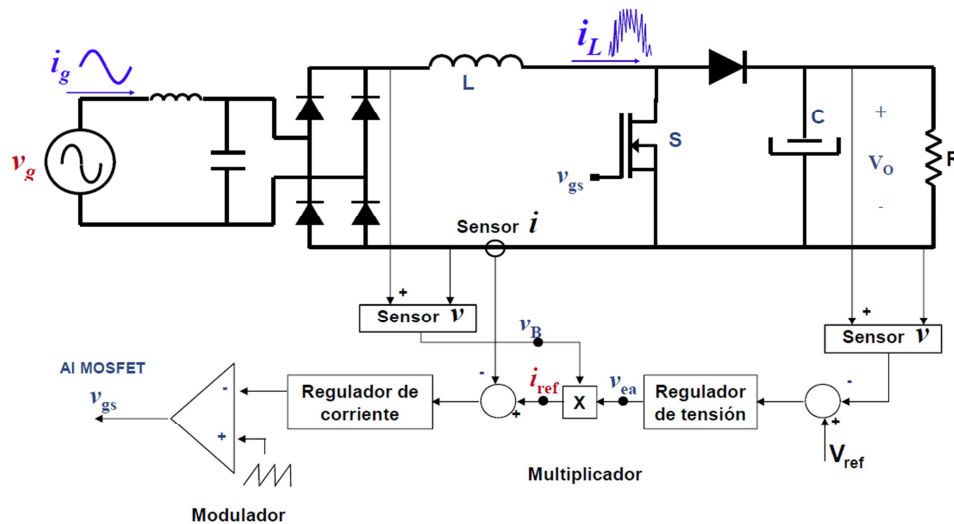 i_g
i_L
L
v_g
S
v_gs
C
+
V_O
-
R
Sensor i
+
Sensor v
+
Sensor v
v_B
Al MOSFET
v_gs
-
+
Regulador de
corriente
-
+
i_ref
X
v_ea
Regulador
de tensión
-
+
V_ref
Multiplicador
Modulador